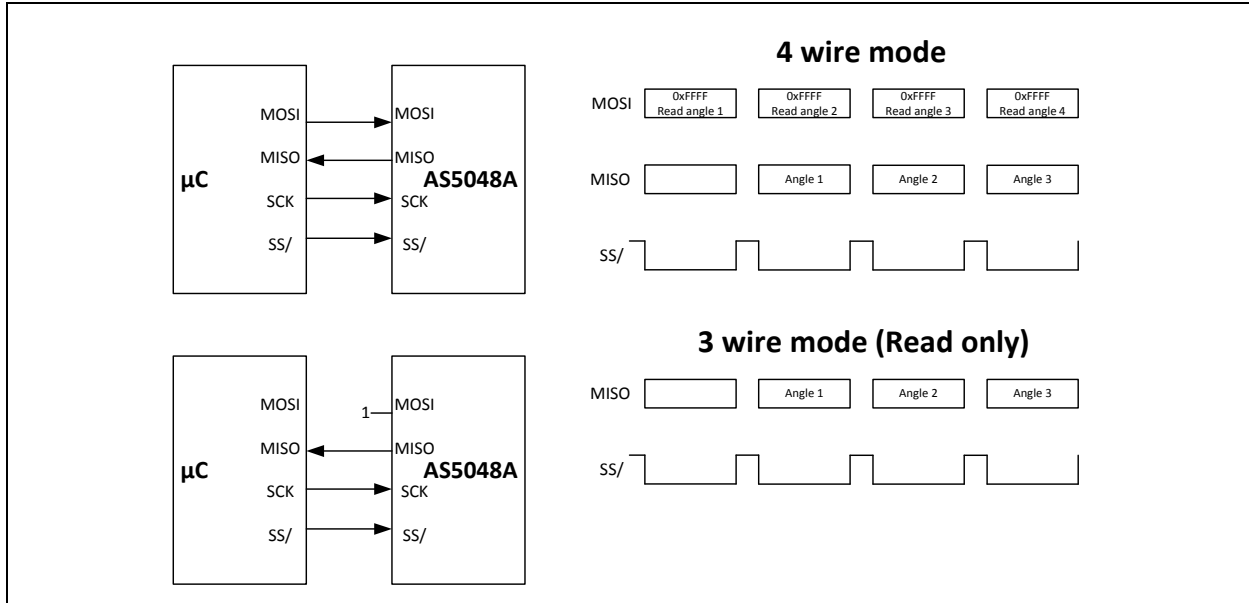 4 wire mode
MOSI
0xFFFF
Read angle 1
0xFFFF
Read angle 2
0xFFFF
Read angle 3
0xFFFF
Read angle 4
MISO
Angle 1
Angle 2
Angle 3
SS/
µC
MOSI
MISO
SCK
SS/
MOSI
MISO
AS5048A
SCK
SS/
3 wire mode (Read only)
MISO
Angle 1
Angle 2
Angle 3
SS/
µC
MOSI
MISO
SCK
SS/
1
MOSI
MISO
AS5048A
SCK
SS/